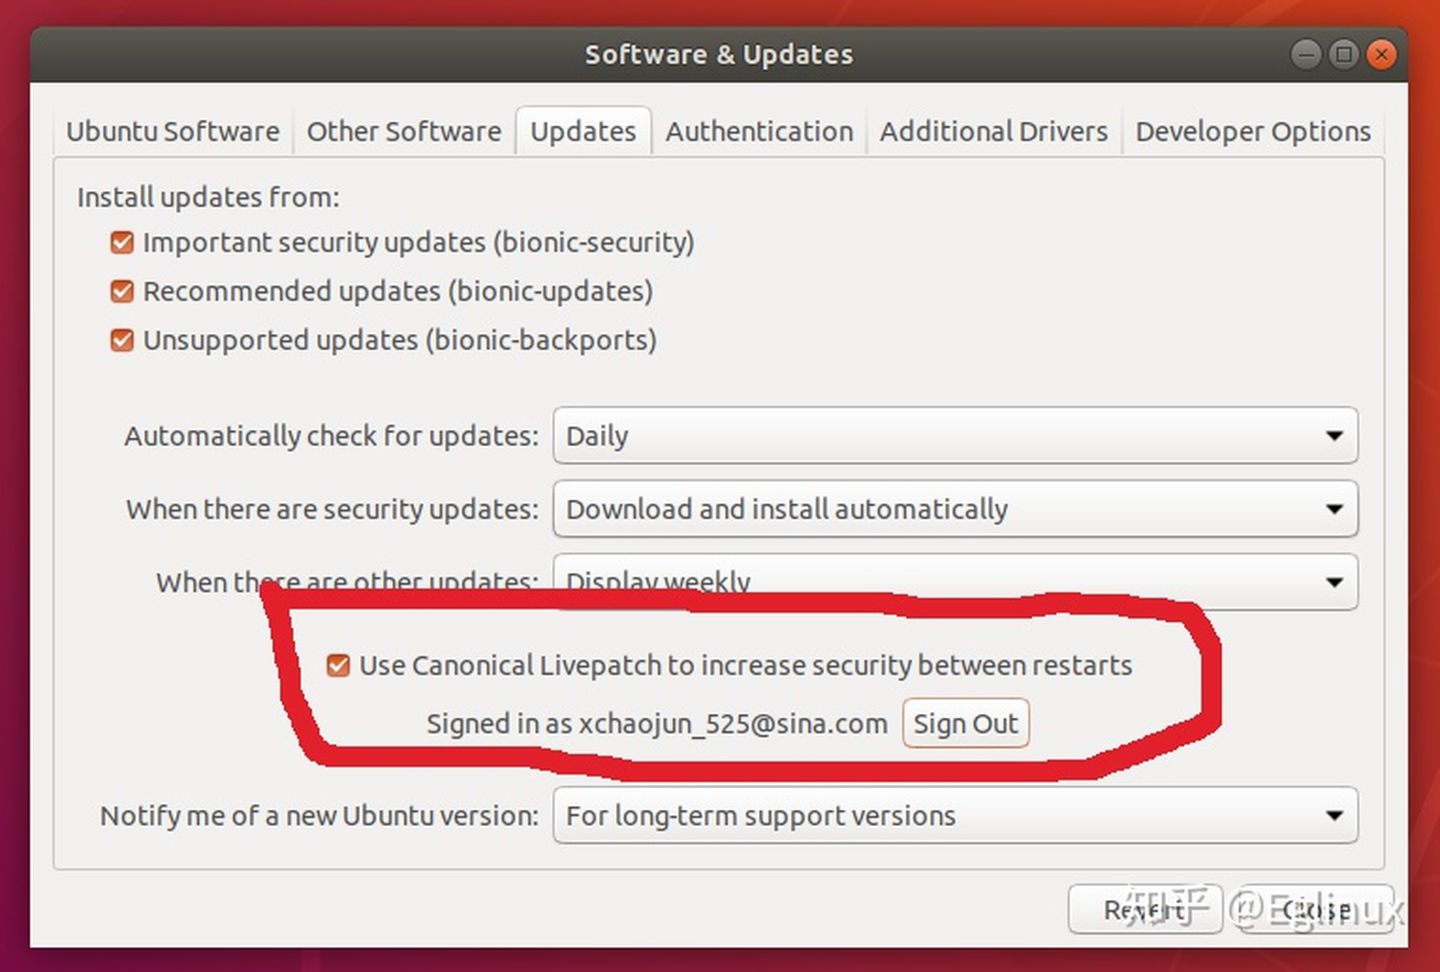 Software & Updates
Ubuntu Software Other Software Updates Authentication Additional Drivers Developer Options
Install updates from:
Important security updates (bionic-security)
Recommended updates (bionic-updates)
Unsupported updates (bionic-backports)
Automatically check for updates: Daily
When there are security updates: Download and install automatically
When there are other updates: Display weekly
Use Canonical Livepatch to increase security between restarts
Signed in as xchaojun_525@sina.com Sign Out
Notify me of a new Ubuntu version: For long-term support versions
Revert Close
知乎 @Eglinux